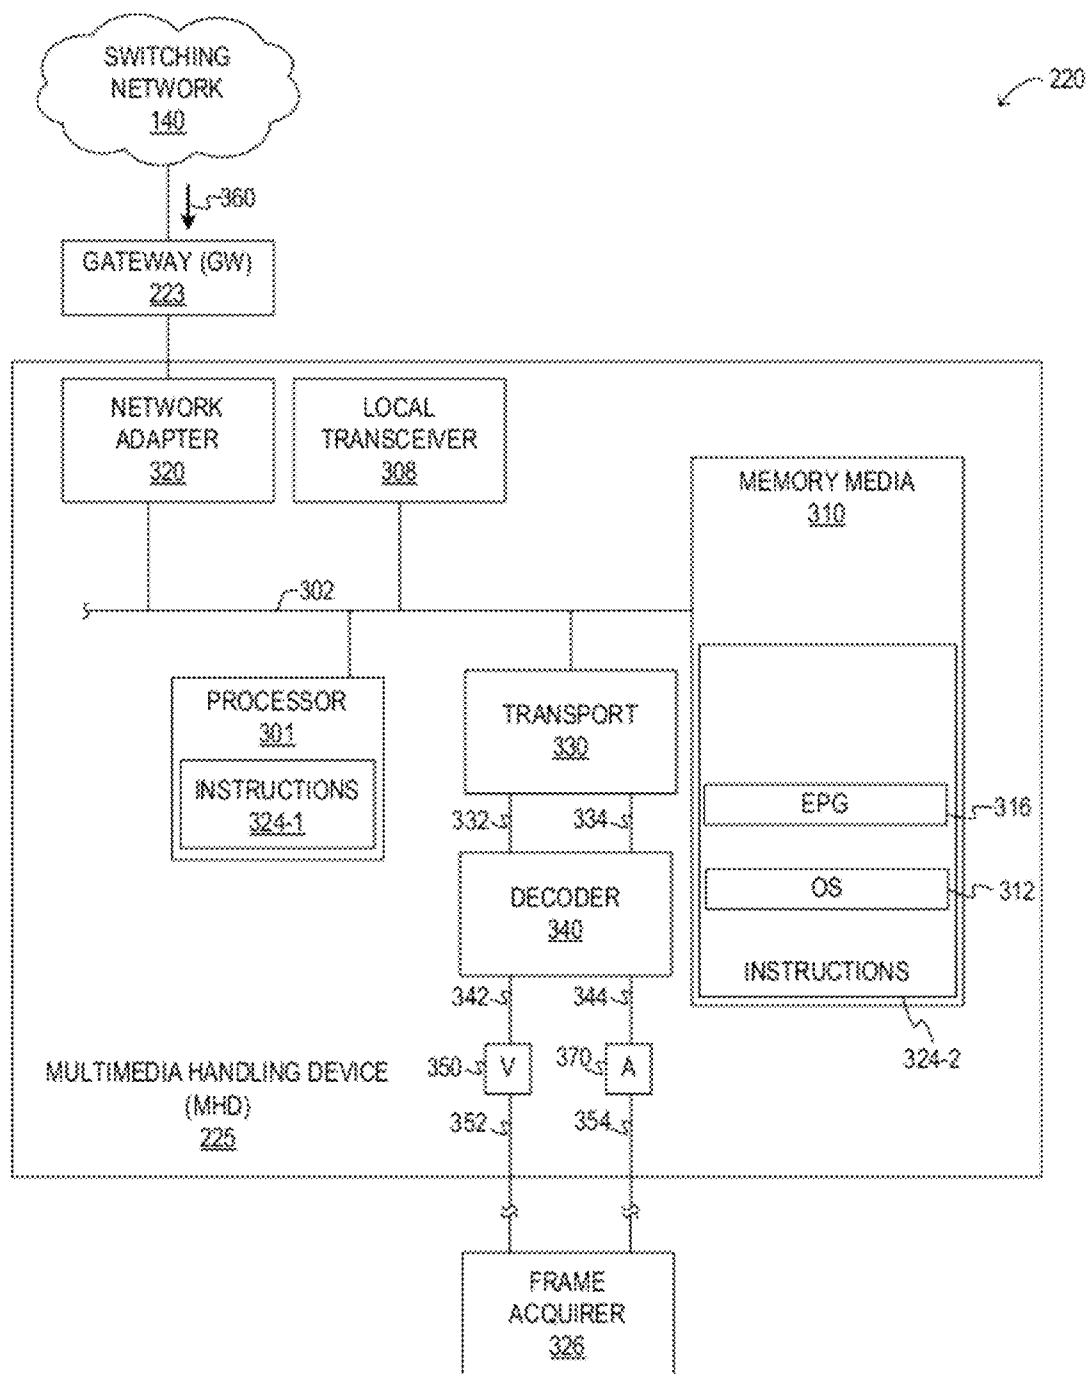 SWITCHING
NETWORK
140
220
360
GATEWAY (GW)
223
NETWORK
ADAPTER
320
LOCAL
TRANSCEIVER
308
MEMORY MEDIA
310
302
PROCESSOR
301
INSTRUCTIONS
324-1
TRANSPORT
330
332
334
EPG
316
DECODER
340
OS
312
INSTRUCTIONS
342
344
324-2
350
V
370
A
MULTIMEDIA HANDLING DEVICE
(MHD)
225
352
354
FRAME
ACQUIRER
326